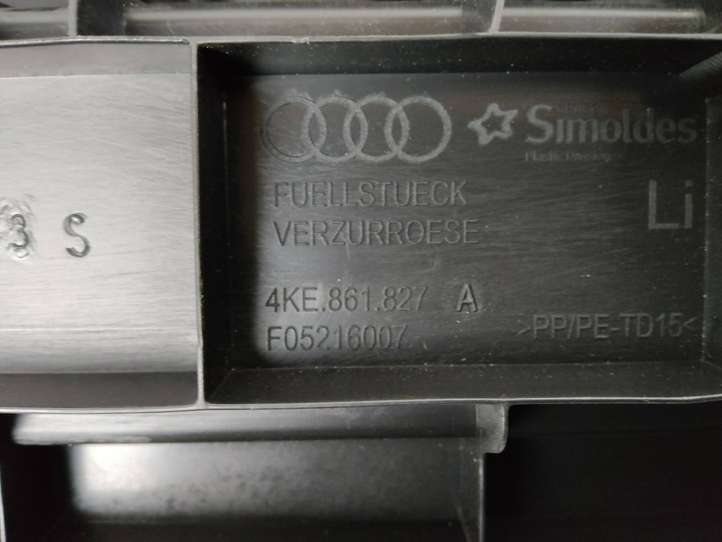 Simoldes
FUELLSTUECK
VERZURROESE
Li
4KE.861.827 A
F05216007
>PP/PE-TD15<
3 S